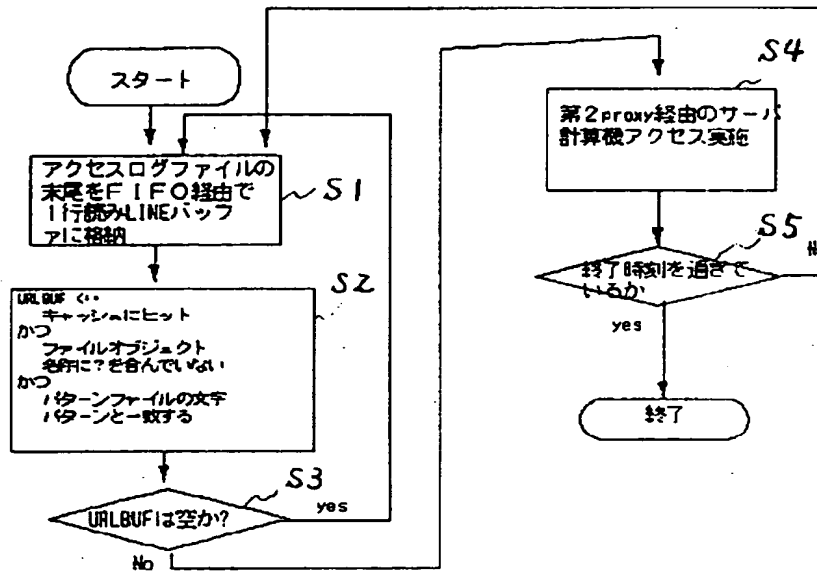 スタート
アクセスログファイルの
末尾をFIFO経由で
1行読みLINEバッフ
ァに格納
S1
URLBUF <--
キャッシュにヒット
かつ
ファイルオブジェクト
名称に?を含んでいない
かつ
パターンファイルの文字
パターンと一致する
S2
URLBUFは空か?
S3
yes
No
S4
第2proxy経由のサーバ
計算機アクセス実施
S5
終了時刻を過ぎて
いるか
yes
終了